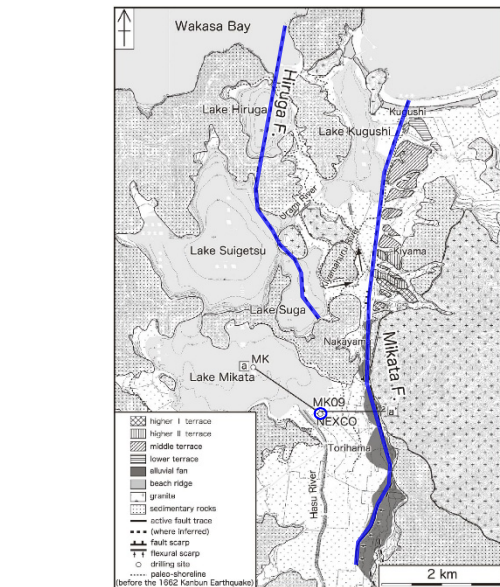 Wakasa Bay
Kugushi
Lake Hiruga
Hiruga F.
Lake Kugushi
Urami River
Kiyama
Lake Suigetsu
Lake Suga
Nakayama
Mikata F.
a
MK
Lake Mikata
MK09
a'
NEXCO
Torihama
Hasu River
higher I terrace
higher II terrace
middle terrace
lower terrace
alluvial fan
beach ridge
granite
sedimentary rocks
active fault trace
(where inferred)
fault scarp
flexural scarp
drilling site
paleo-shoreline
(before the 1662 Kanbun Earthquake)
2 km